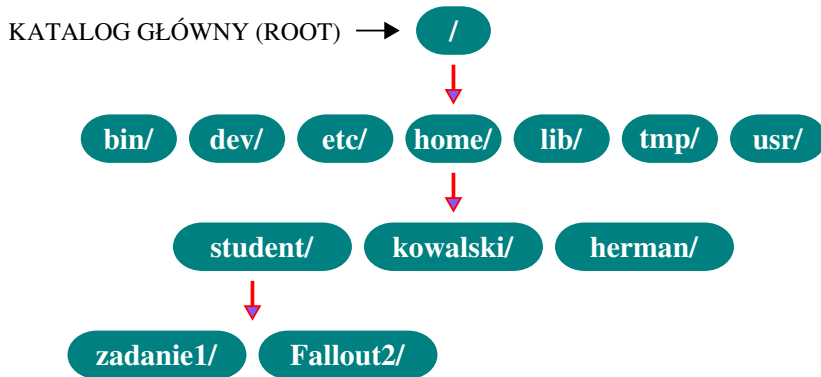 KATALOG GŁÓWNY (ROOT) /
bin/ dev/ etc/ home/ lib/ tmp/ usr/
student/ kowalski/ herman/
zadanie1/ Fallout2/